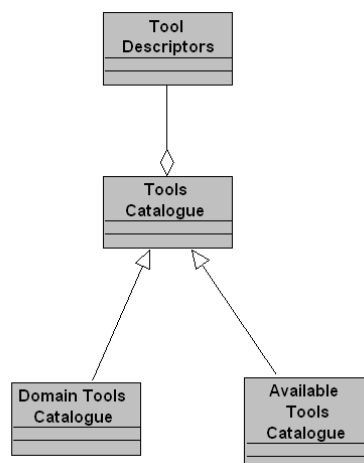 Tool
Descriptors
Tools
Catalogue
Domain Tools
Catalogue
Available
Tools
Catalogue